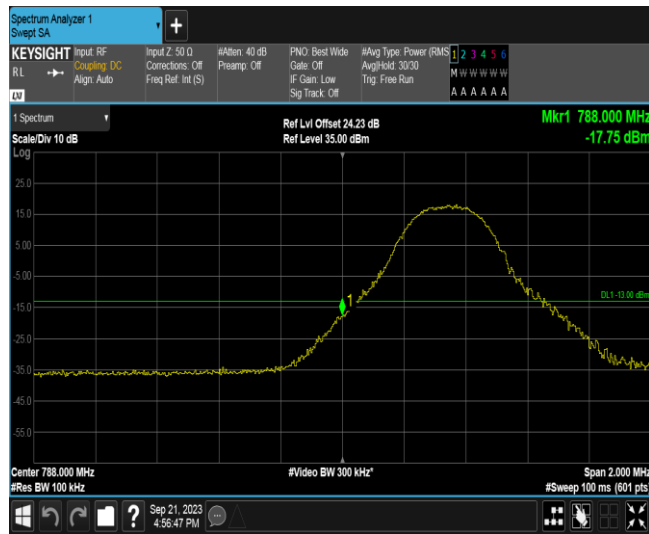 Spectrum Analyzer 1
Swept SA
+
KEYSIGHT
RL
LXI
Input: RF
Coupling: DC
Align: Auto
Input Z: 50 Ω
Corrections: Off
Freq Ref: Int (S)
#Atten: 40 dB
Preamp: Off
PNO: Best Wide
Gate: Off
IF Gain: Low
Sig Track: Off
#Avg Type: Power (RMS
Avg|Hold: 30/30
Trig: Free Run
1 2 3 4 5 6
M W W W W W
A A A A A A
1 Spectrum
Scale/Div 10 dB
Log
Ref Lvl Offset 24.23 dB
Ref Level 35.00 dBm
Mkr1 788.000 MHz
-17.75 dBm
25.0
15.0
5.00
-5.00
1
DL1 -13.00 dBm
-15.0
-25.0
-35.0
-45.0
-55.0
Center 788.000 MHz
#Res BW 100 kHz
#Video BW 300 kHz*
Span 2.000 MHz
#Sweep 100 ms (601 pts)
?
Sep 21, 2023
4:56:47 PM